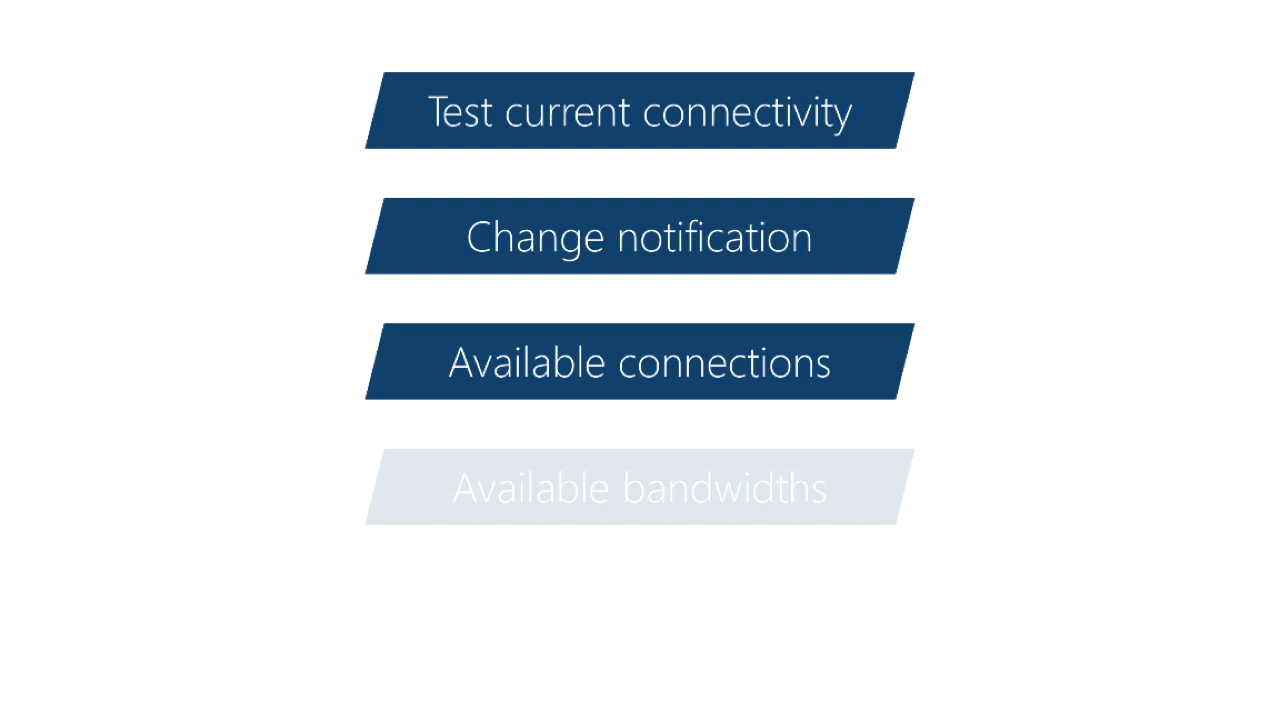 Test current connectivity
Change notification
Available connections
Available bandwidths